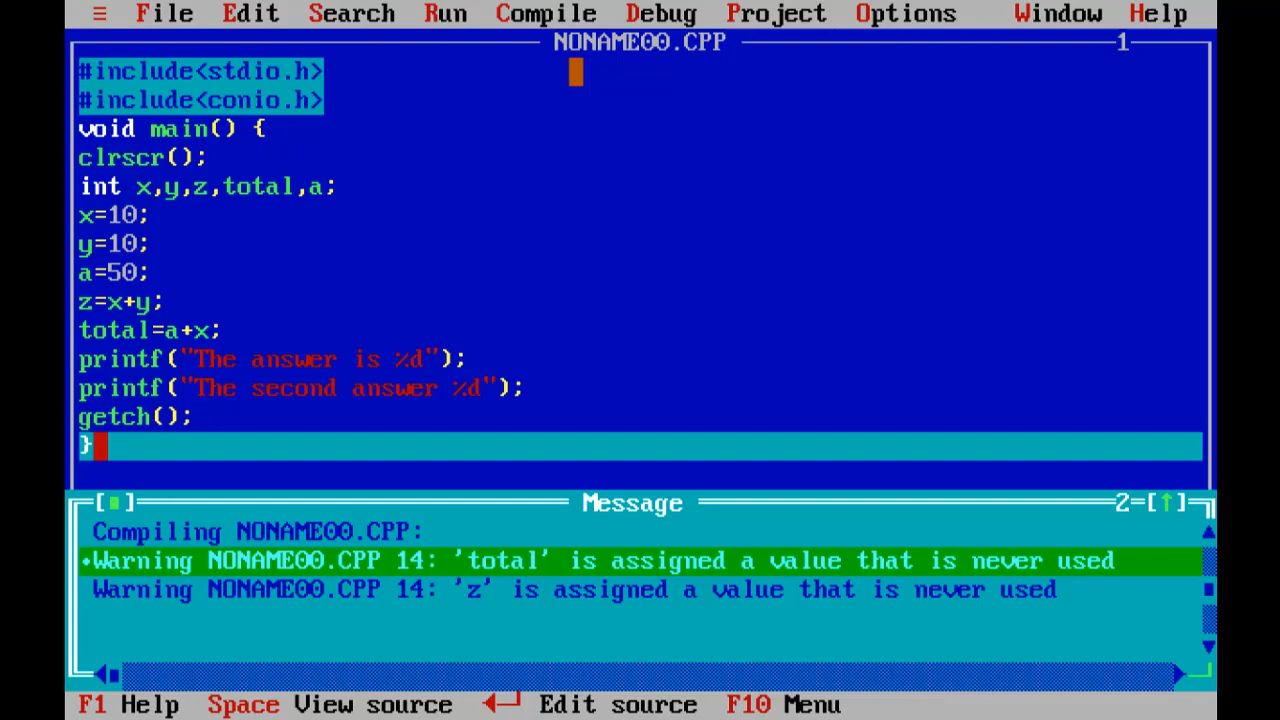 ≡ File Edit Search Run Compile Debug Project Options Window Help
NONAME00.CPP 1
#include<stdio.h>
#include<conio.h>
void main() {
clrscr();
int x,y,z,total,a;
x=10;
y=10;
a=50;
z=x+y;
total=a+x;
printf("The answer is %d");
printf("The second answer %d");
getch();
}
[■] Message 2=[↑]
Compiling NONAME00.CPP:
•Warning NONAME00.CPP 14: 'total' is assigned a value that is never used
Warning NONAME00.CPP 14: 'z' is assigned a value that is never used
F1 Help Space View source ◄┘ Edit source F10 Menu